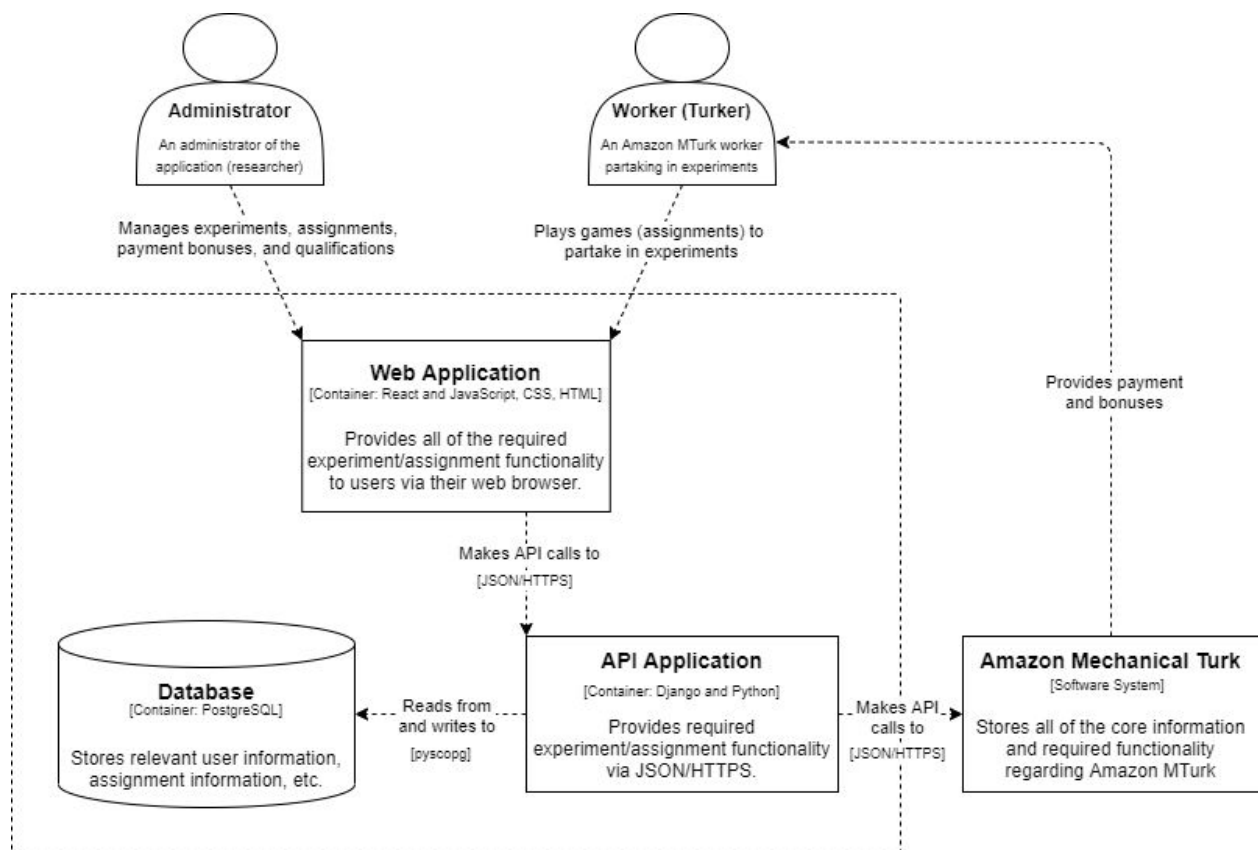 Administrator
An administrator of the
application (researcher)
Worker (Turker)
An Amazon MTurk worker
partaking in experiments
Manages experiments, assignments,
payment bonuses, and qualifications
Plays games (assignments) to
partake in experiments
Web Application
[Container: React and JavaScript, CSS, HTML]
Provides all of the required
experiment/assignment functionality
to users via their web browser.
Provides payment
and bonuses
Makes API calls to
[JSON/HTTPS]
Database
[Container: PostgreSQL]
Stores relevant user information,
assignment information, etc.
Reads from
and writes to
[pyscopg]
API Application
[Container: Django and Python]
Provides required
experiment/assignment functionality
via JSON/HTTPS.
Makes API
calls to
[JSON/HTTPS]
Amazon Mechanical Turk
[Software System]
Stores all of the core information
and required functionality
regarding Amazon MTurk